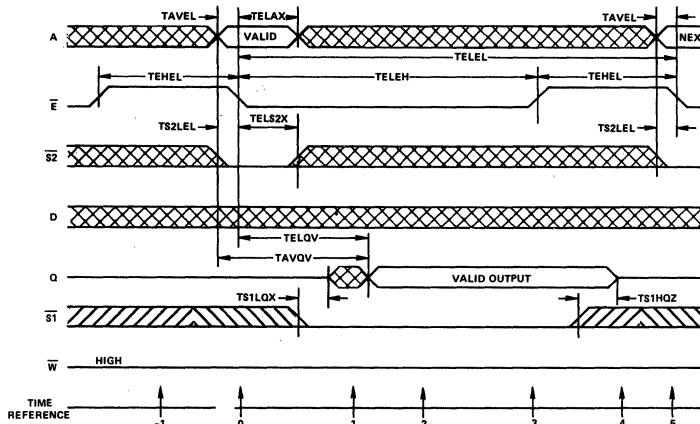 TAVEL TELAX TAVEL
A VALID NEX
TELEL
TEHEL TELEH TEHEL
E
TS2LEL TELS2X TS2LEL
S2
D
TELQV
TAVQV
Q VALID OUTPUT
TS1LQX TS1HQZ
S1
W HIGH
TIME
REFERENCE
-1 0 1 2 3 4 5